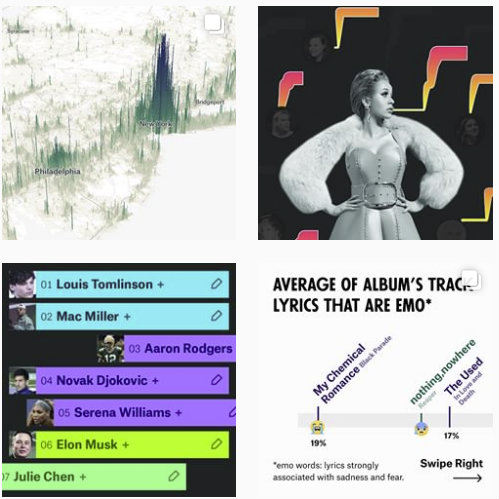 Syracuse
Bridgeport
New York
Philadelphia
01 Louis Tomlinson +
02 Mac Miller +
03 Aaron Rodgers
04 Novak Djokovic +
05 Serena Williams +
06 Elon Musk +
07 Julie Chen +
AVERAGE OF ALBUM'S TRACK
LYRICS THAT ARE EMO*
My Chemical
Romance Black Parade
nothing,nowhere
Reaper
The Used
In Love and
Death
19%
17%
*emo words: lyrics strongly
associated with sadness and fear.
Swipe Right